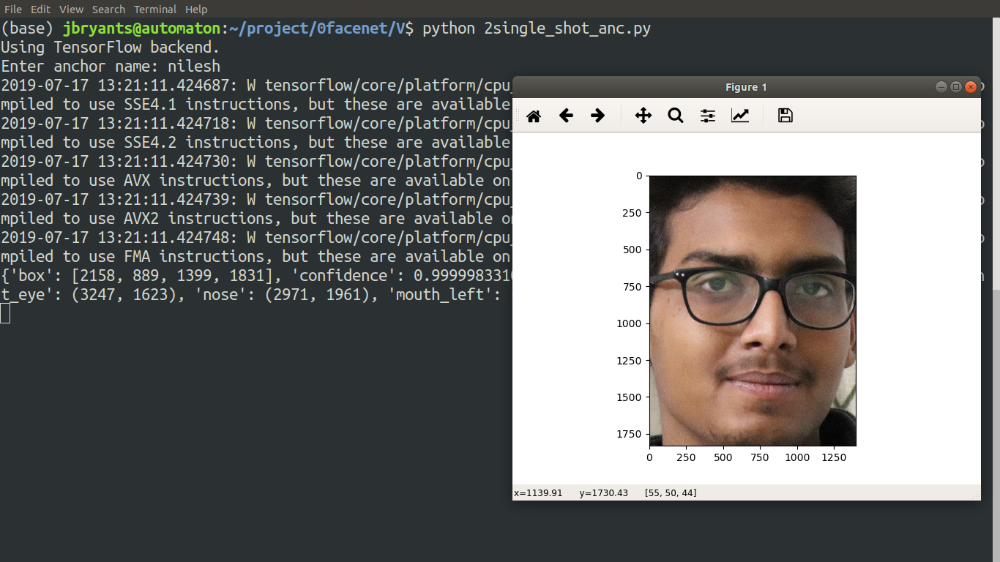 File Edit View Search Terminal Help
(base) jbryants@automaton:~/project/0facenet/V$ python 2single_shot_anc.py
Using TensorFlow backend.
Enter anchor name: nilesh
2019-07-17 13:21:11.424687: W tensorflow/core/platform/cpu_
mpiled to use SSE4.1 instructions, but these are available
2019-07-17 13:21:11.424718: W tensorflow/core/platform/cpu_
mpiled to use SSE4.2 instructions, but these are available
2019-07-17 13:21:11.424730: W tensorflow/core/platform/cpu_
mpiled to use AVX instructions, but these are available on
2019-07-17 13:21:11.424739: W tensorflow/core/platform/cpu_
mpiled to use AVX2 instructions, but these are available on
2019-07-17 13:21:11.424748: W tensorflow/core/platform/cpu_
mpiled to use FMA instructions, but these are available on
{'box': [2158, 889, 1399, 1831], 'confidence': 0.999998331
t_eye': (3247, 1623), 'nose': (2971, 1961), 'mouth_left':
Figure 1
0
250
500
750
1000
1250
1500
1750
0 250 500 750 1000 1250
x=1139.91 y=1730.43 [55, 50, 44]